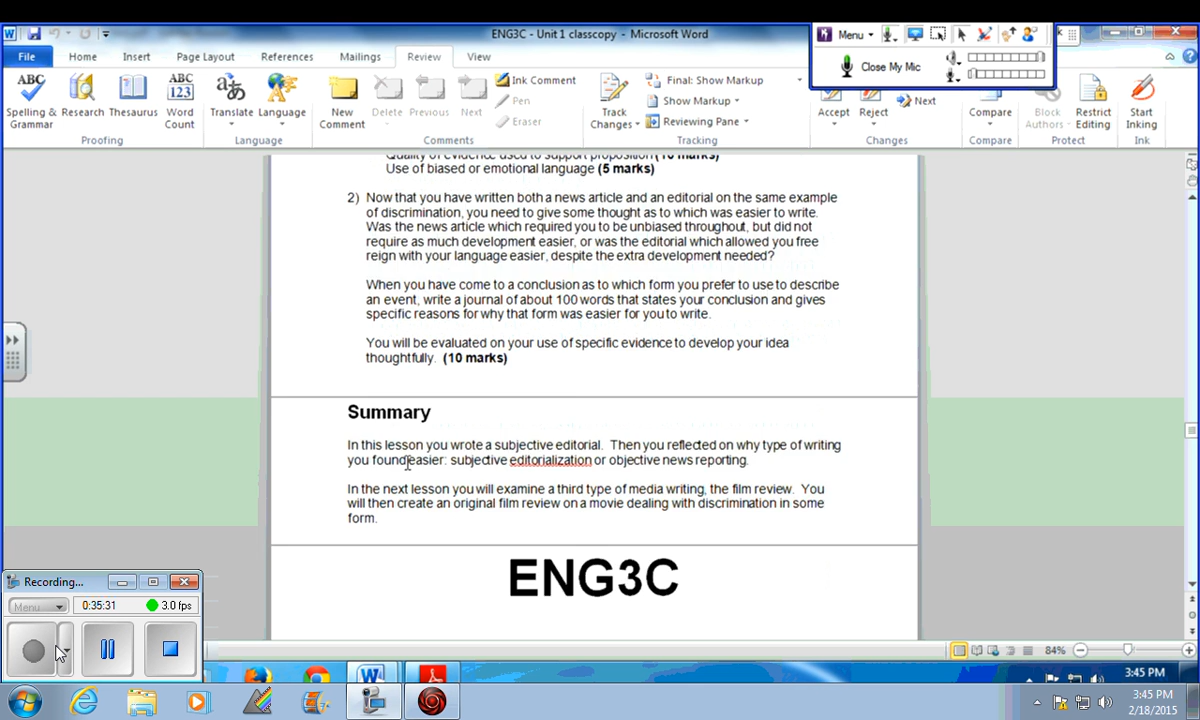 ENG3C - Unit 1 classcopy - Microsoft Word
Menu
Close My Mic
File Home Insert Page Layout References Mailings Review View
Spelling & Grammar
Research
Thesaurus
Word Count
Translate
Language
New Comment
Delete
Previous
Next
Ink Comment
Pen
Eraser
Track Changes
Final: Show Markup
Show Markup
Reviewing Pane
Accept
Reject
Next
Compare
Block Authors
Restrict Editing
Start Inking
Proofing Language Comments Tracking Changes Compare Protect Ink
Quality of evidence used to support proposition (10 marks)
Use of biased or emotional language (5 marks)
2) Now that you have written both a news article and an editorial on the same example
of discrimination, you need to give some thought as to which was easier to write.
Was the news article which required you to be unbiased throughout, but did not
require as much development easier, or was the editorial which allowed you free
reign with your language easier, despite the extra development needed?
When you have come to a conclusion as to which form you prefer to use to describe
an event, write a journal of about 100 words that states your conclusion and gives
specific reasons for why that form was easier for you to write.
You will be evaluated on your use of specific evidence to develop your idea
thoughtfully. (10 marks)
Summary
In this lesson you wrote a subjective editorial. Then you reflected on why type of writing
you found easier: subjective editorialization or objective news reporting.
In the next lesson you will examine a third type of media writing, the film review. You
will then create an original film review on a movie dealing with discrimination in some
form.
ENG3C
Recording...
Menu
0:35:31
3.0 fps
84%
3:45 PM
3:45 PM
2/18/2015